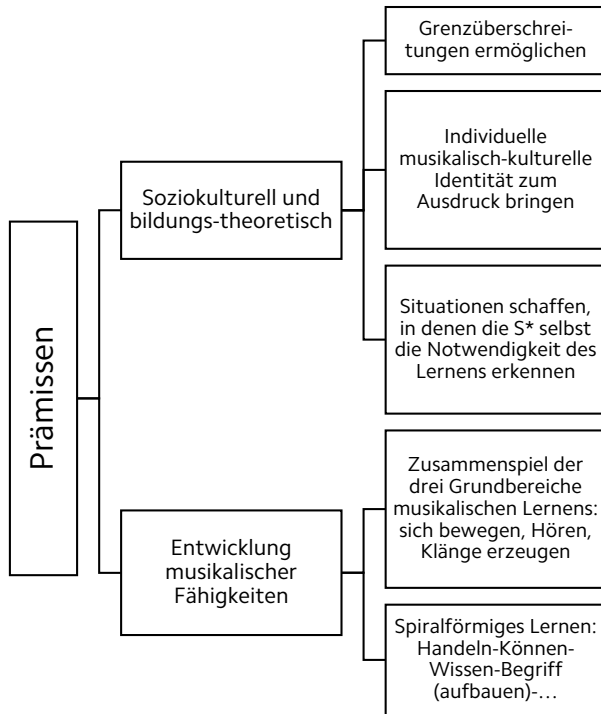 Prämissen
Soziokulturell und
bildungs-theoretisch
Grenzüberschrei-
tungen ermöglichen
Individuelle
musikalisch-kulturelle
Identität zum
Ausdruck bringen
Situationen schaffen,
in denen die S* selbst
die Notwendigkeit des
Lernens erkennen
Entwicklung
musikalischer
Fähigkeiten
Zusammenspiel der
drei Grundbereiche
musikalischen Lernens:
sich bewegen, Hören,
Klänge erzeugen
Spiralförmiges Lernen:
Handeln-Können-
Wissen-Begriff
(aufbauen)-...